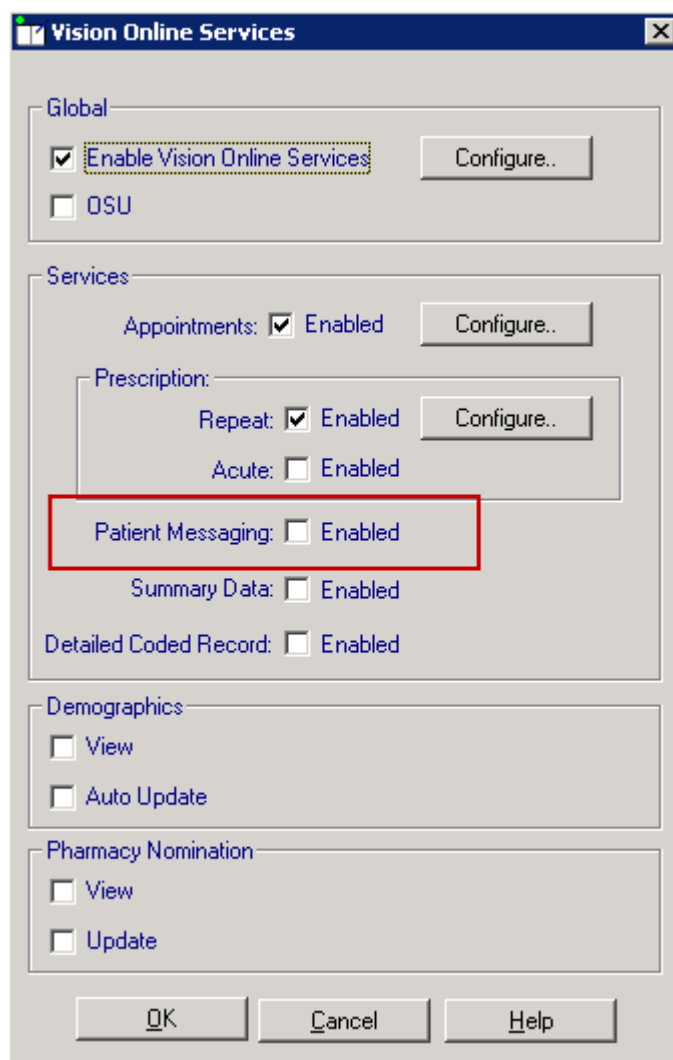 Vision Online Services
Global
Enable Vision Online Services Configure..
OSU
Services
Appointments: Enabled Configure..
Prescription:
Repeat: Enabled Configure..
Acute: Enabled
Patient Messaging: Enabled
Summary Data: Enabled
Detailed Coded Record: Enabled
Demographics
View
Auto Update
Pharmacy Nomination
View
Update
OK Cancel Help